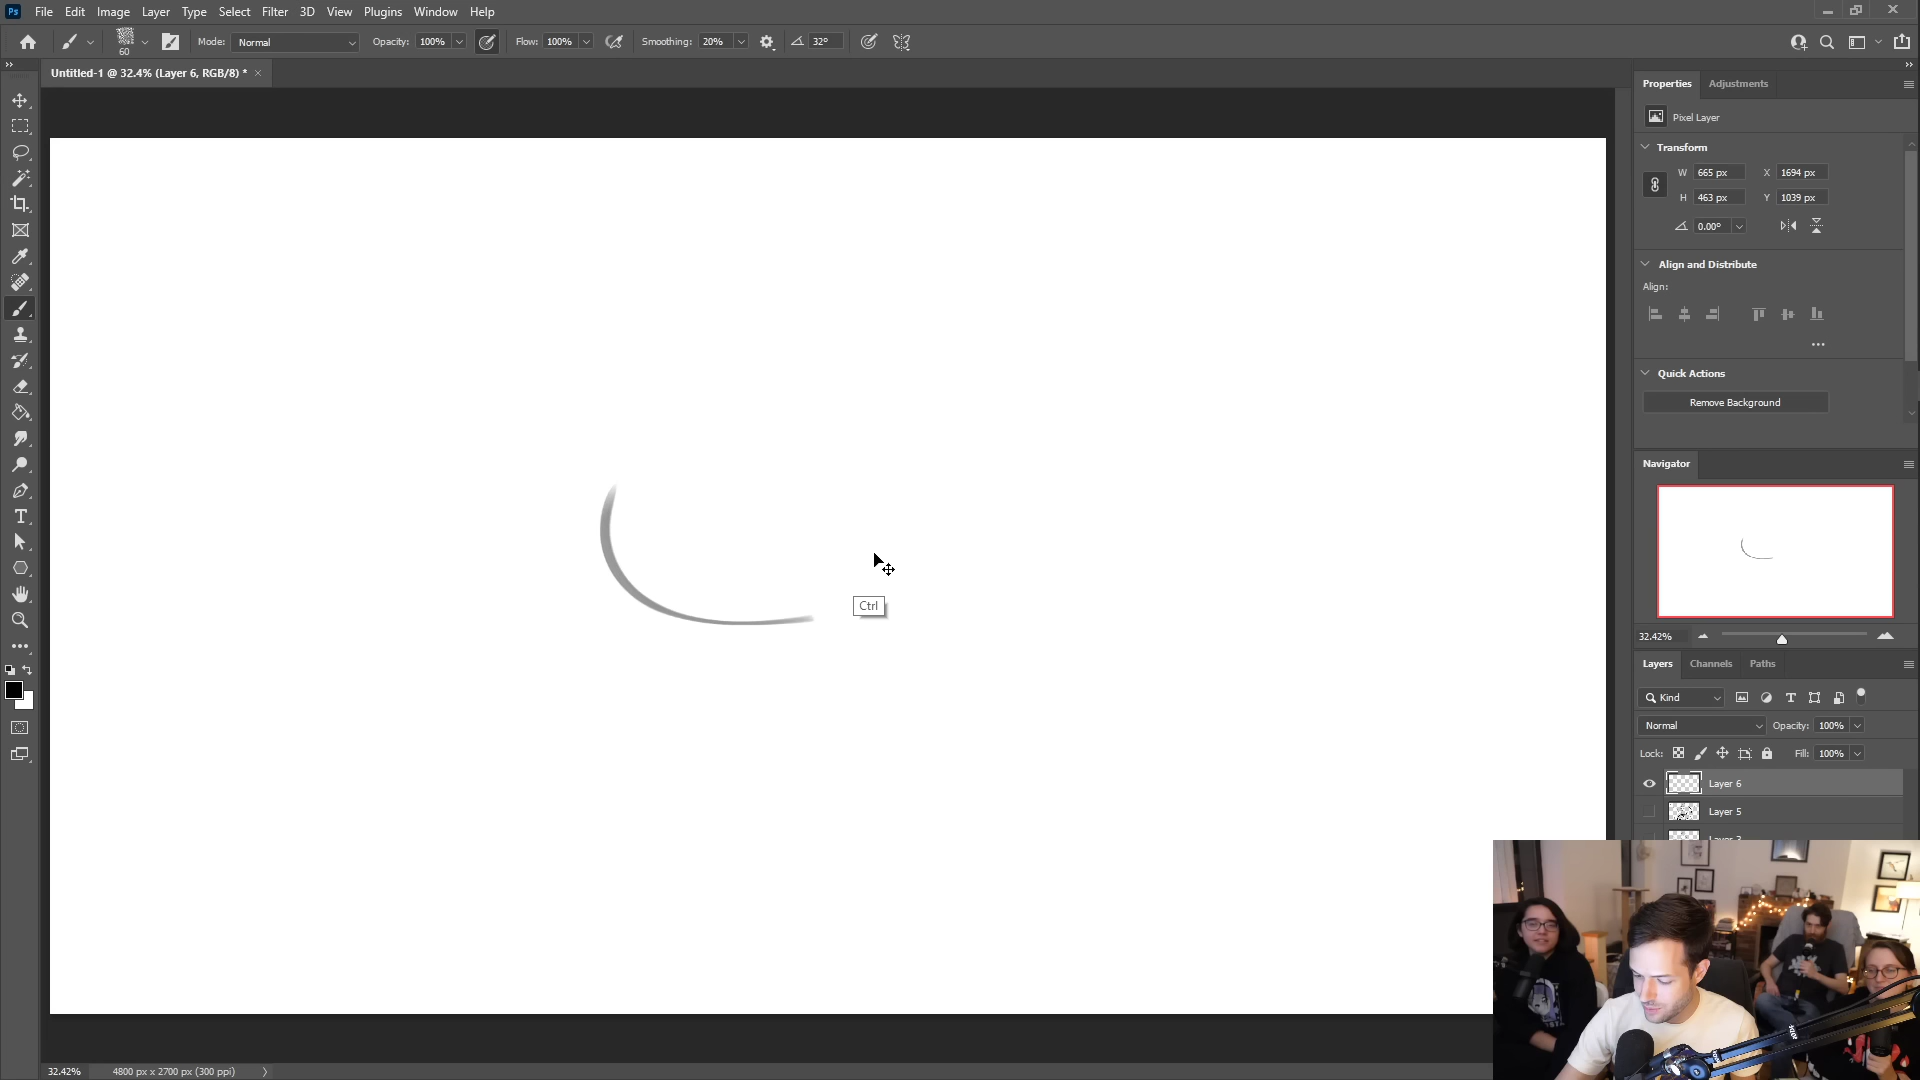 Ps File Edit Image Layer Type Select Filter 3D View Plugins Window Help
60 Mode: Normal Opacity: 100% Flow: 100% Smoothing: 20% 32°
Untitled-1 @ 32.4% (Layer 6, RGB/8) *
Properties Adjustments
Pixel Layer
Transform
W 665 px X 1694 px
H 463 px Y 1039 px
0.00°
Align and Distribute
Align:
Quick Actions
Remove Background
Navigator
Ctrl
32.42%
Layers Channels Paths
Kind
Normal Opacity: 100%
Lock: Fill: 100%
Layer 6
Layer 5
32.42% 4800 px x 2700 px (300 ppi)